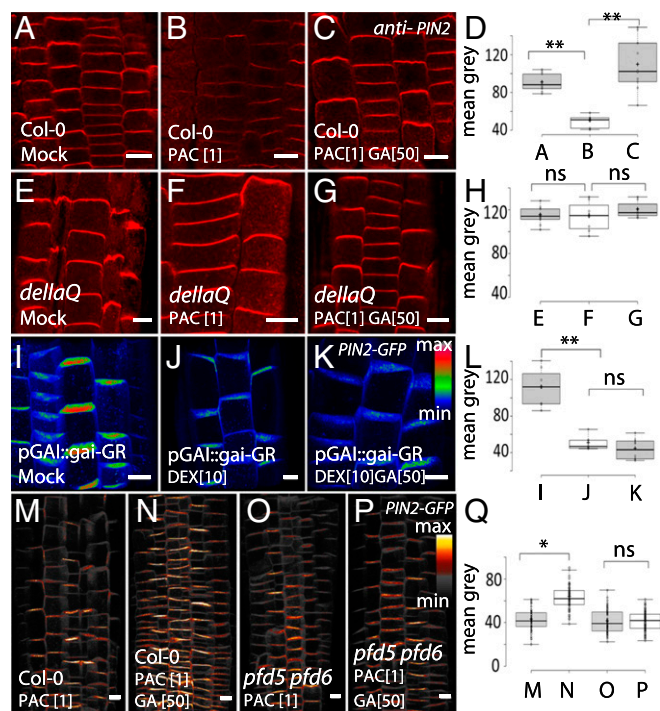 A
Col-0
Mock
B
Col-0
PAC [1]
C
anti-PIN2
Col-0
PAC[1] GA[50]
D
mean grey
120
80
40
**
**
A B C
E
dellaQ
Mock
F
dellaQ
PAC [1]
G
dellaQ
PAC[1] GA[50]
H
mean grey
120
80
40
ns
ns
E F G
I
pGAI::gai-GR
Mock
J
pGAI::gai-GR
DEX[10]
K
PIN2-GFP
max
min
pGAI::gai-GR
DEX[10]GA[50]
L
mean grey
120
80
40
**
ns
I J K
M
Col-0
PAC [1]
N
Col-0
PAC [1]
GA[50]
O
pfd5 pfd6
PAC [1]
P
PIN2-GFP
max
min
pfd5 pfd6
PAC[1]
GA[50]
Q
mean grey
80
40
0
*
ns
M N O P